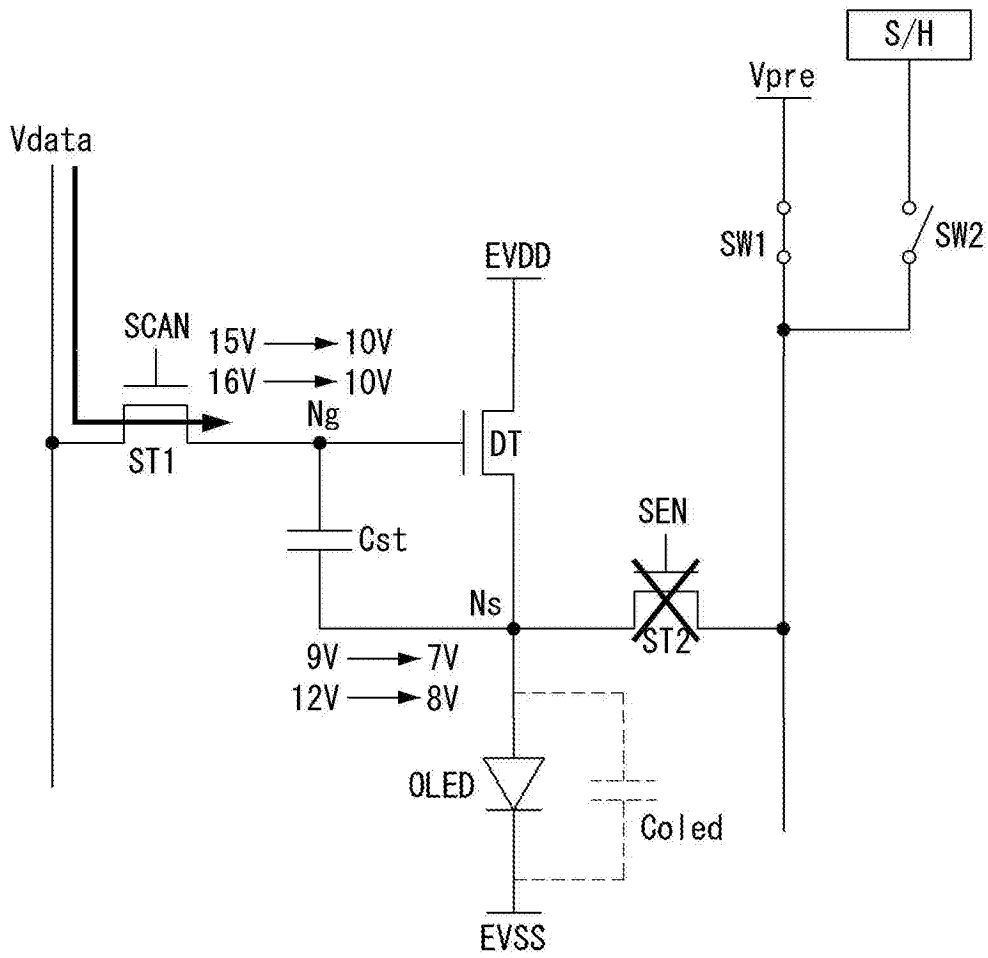 S/H
Vpre
Vdata
SW1
SW2
EVDD
SCAN
15V 10V
16V 10V
Ng
ST1
DT
Cst
SEN
Ns
ST2
9V 7V
12V 8V
OLED
Coled
EVSS